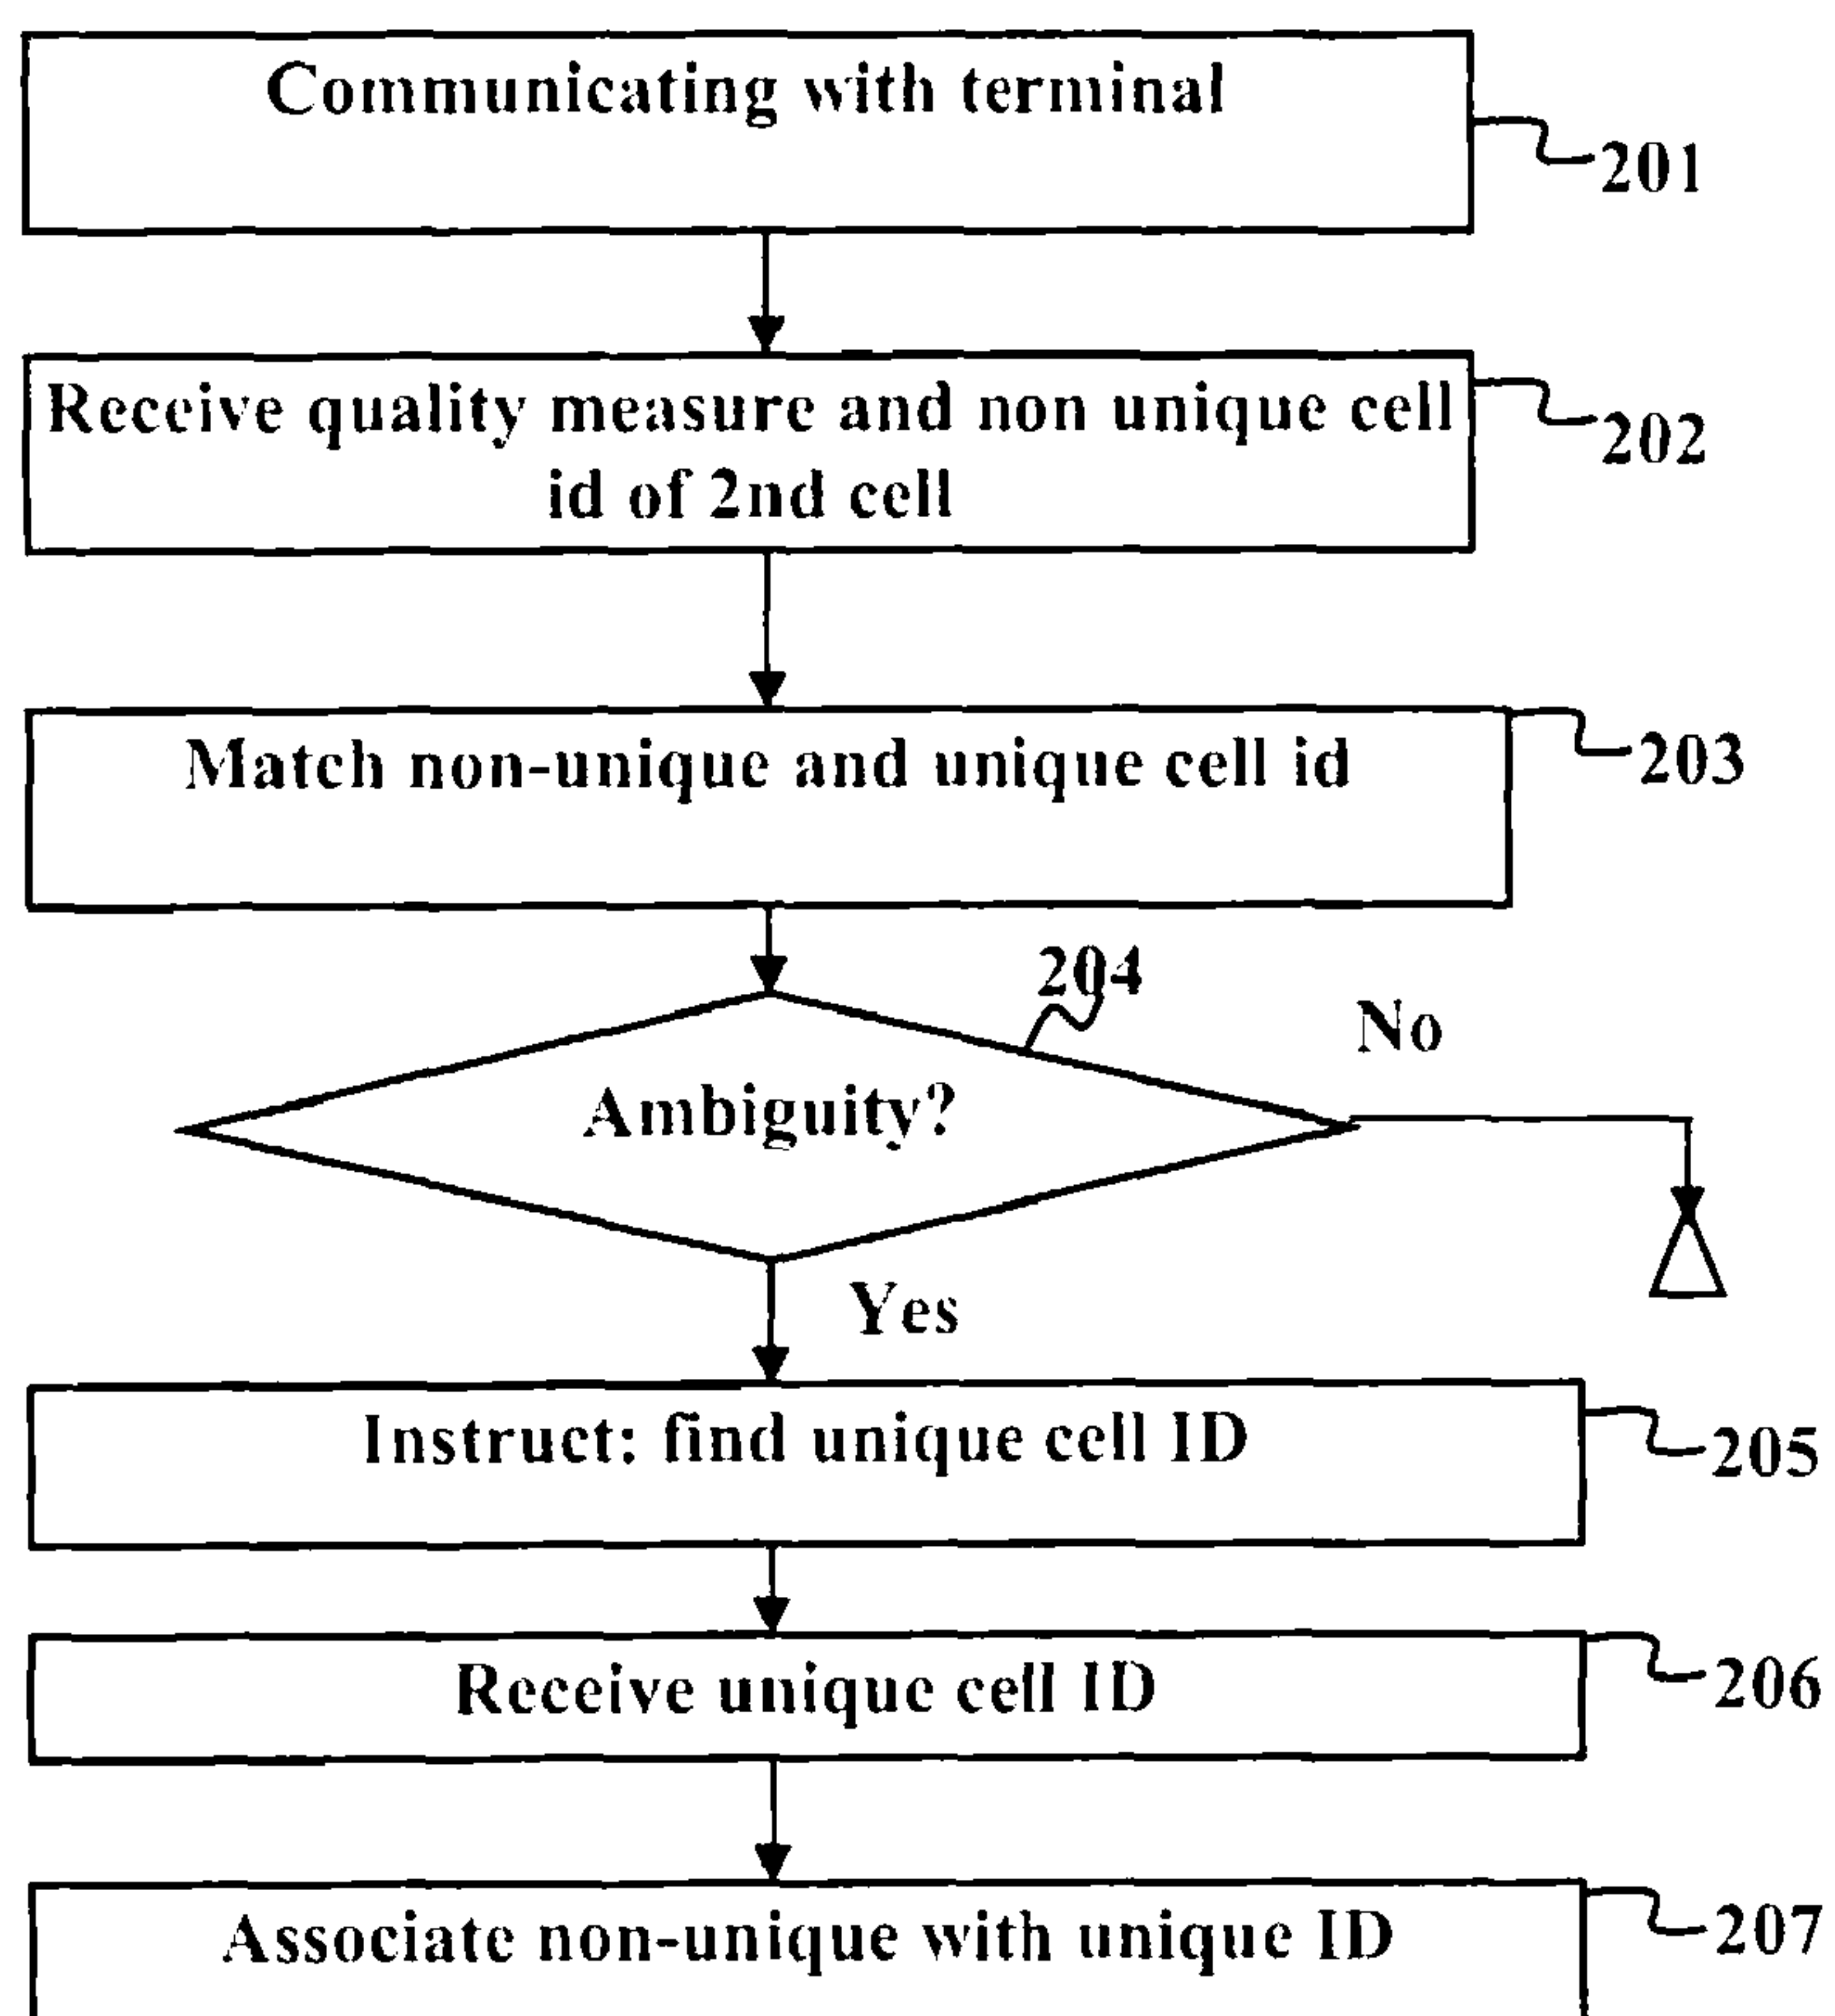 Communicating with terminal
201
Receive quality measure and non unique cell
id of 2nd cell
202
Match non-unique and unique cell id
203
204
No
Ambiguity?
Yes
Instruct: find unique cell ID
205
Receive unique cell ID
206
Associate non-unique with unique ID
207